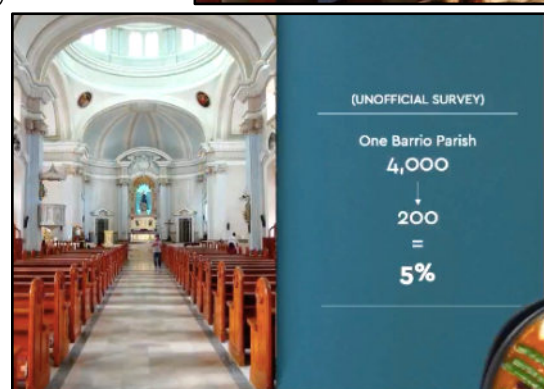 (UNOFFICIAL SURVEY)
One Barrio Parish
4,000
↓
200
=
5%